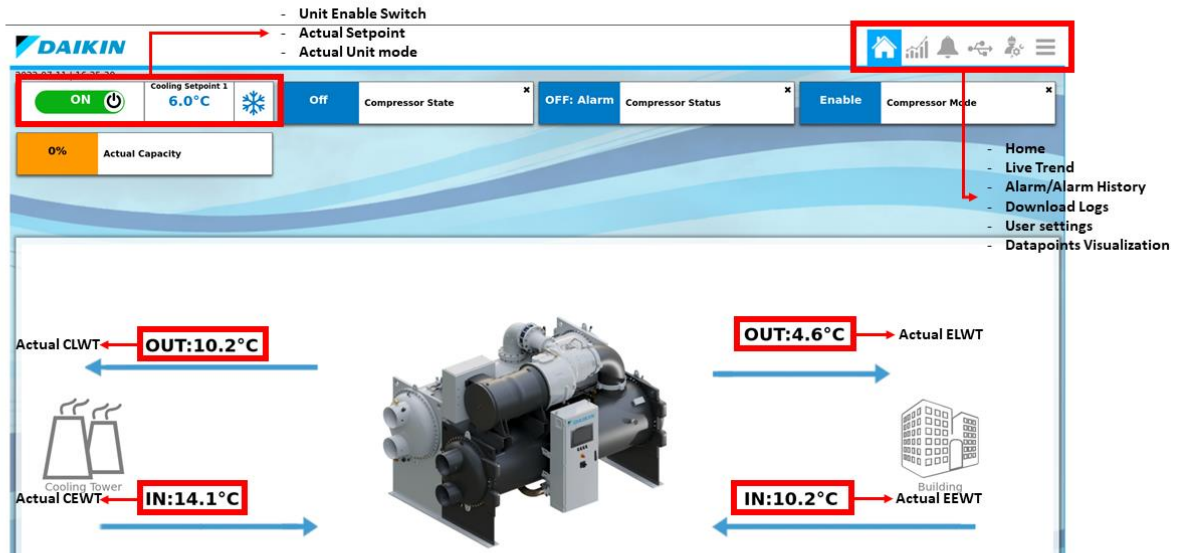 - Unit Enable Switch
- Actual Setpoint
- Actual Unit mode
DAIKIN
ON
Cooling Setpoint 1
6.0°C
Off
Compressor State
×
OFF: Alarm
Compressor Status
×
Enable
Compressor Mode
×
0%
Actual Capacity
- Home
- Live Trend
- Alarm/Alarm History
- Download Logs
- User settings
- Datapoints Visualization
Actual CLWT
OUT:10.2°C
OUT:4.6°C
Actual ELWT
DAIKIN
Cooling Tower
Building
Actual CEWT
IN:14.1°C
IN:10.2°C
Actual EEWT